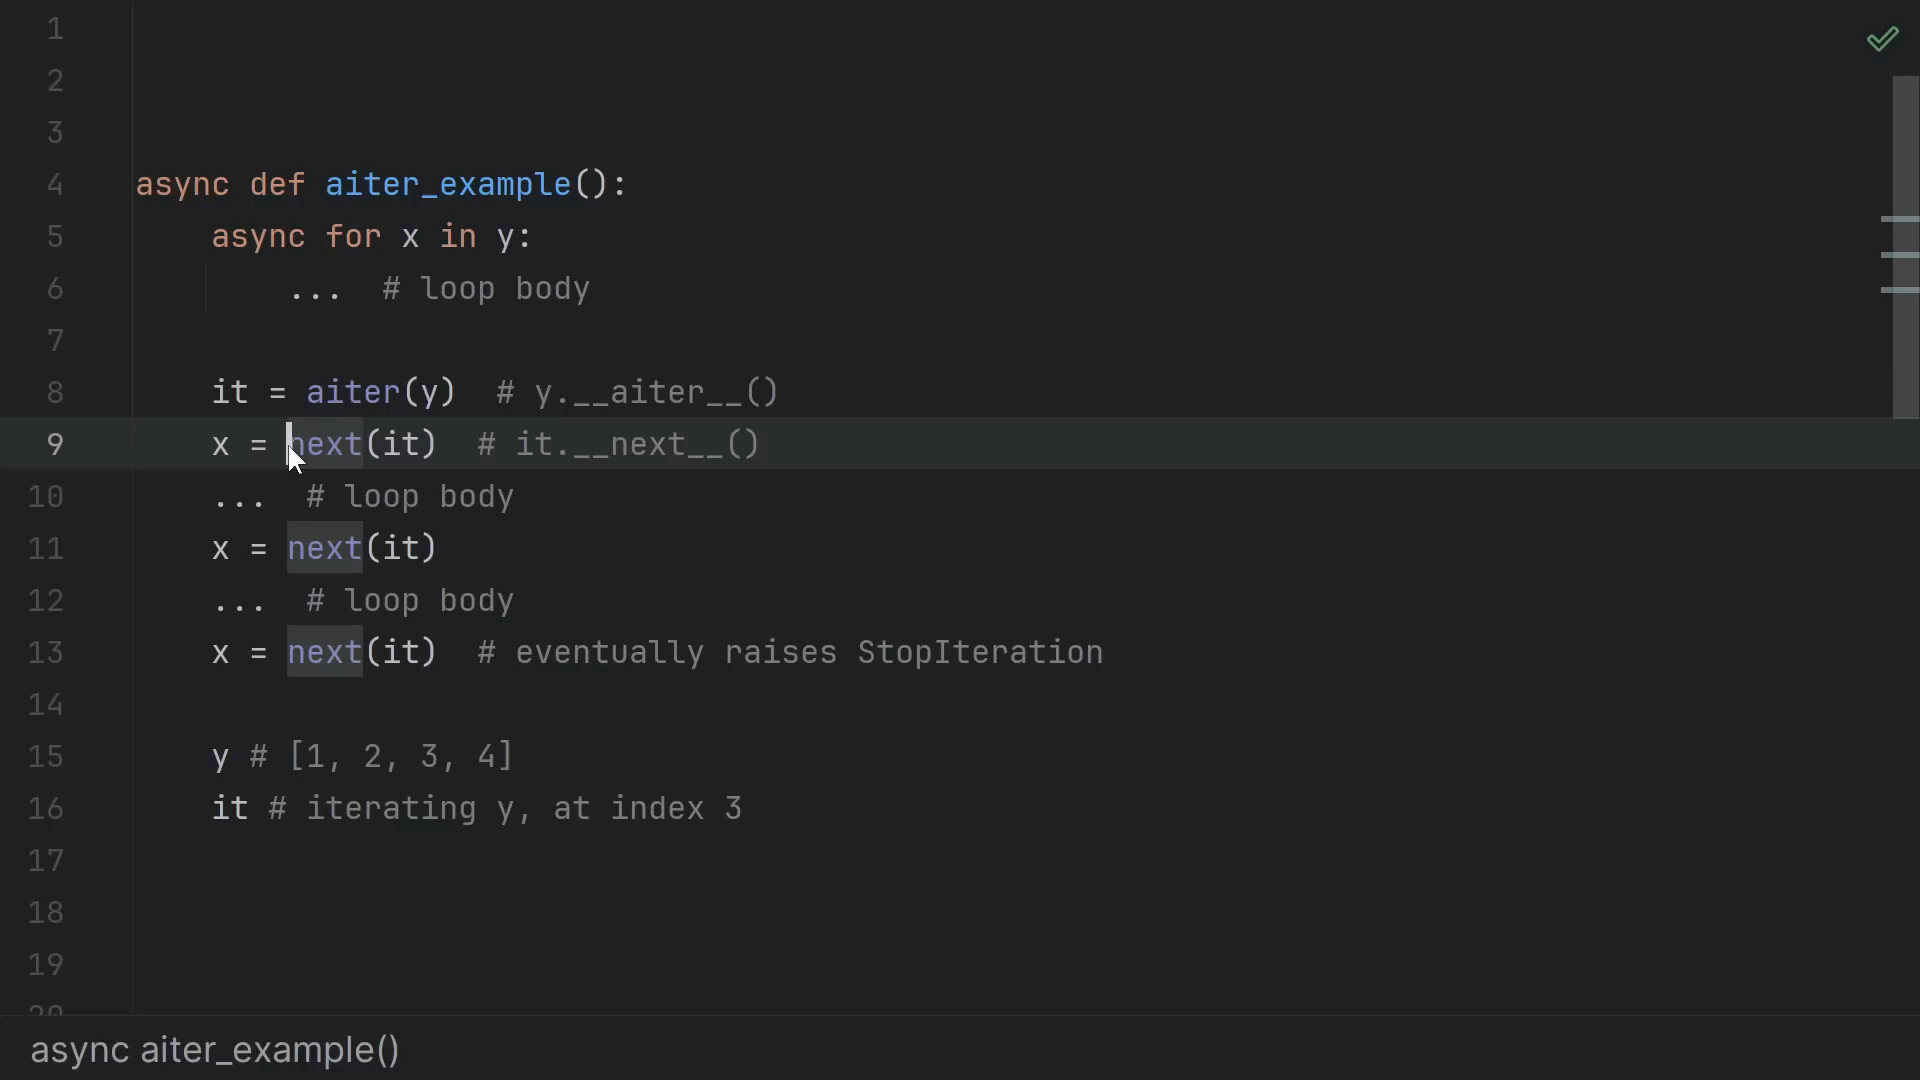 1
2
3
4 async def aiter_example():
5     async for x in y:
6         ...  # loop body
7
8     it = aiter(y)  # y.__aiter__()
9     x = next(it)  # it.__next__()
10     ...  # loop body
11     x = next(it)
12     ...  # loop body
13     x = next(it)  # eventually raises StopIteration
14
15     y # [1, 2, 3, 4]
16     it # iterating y, at index 3
17
18
19
20
async aiter_example()